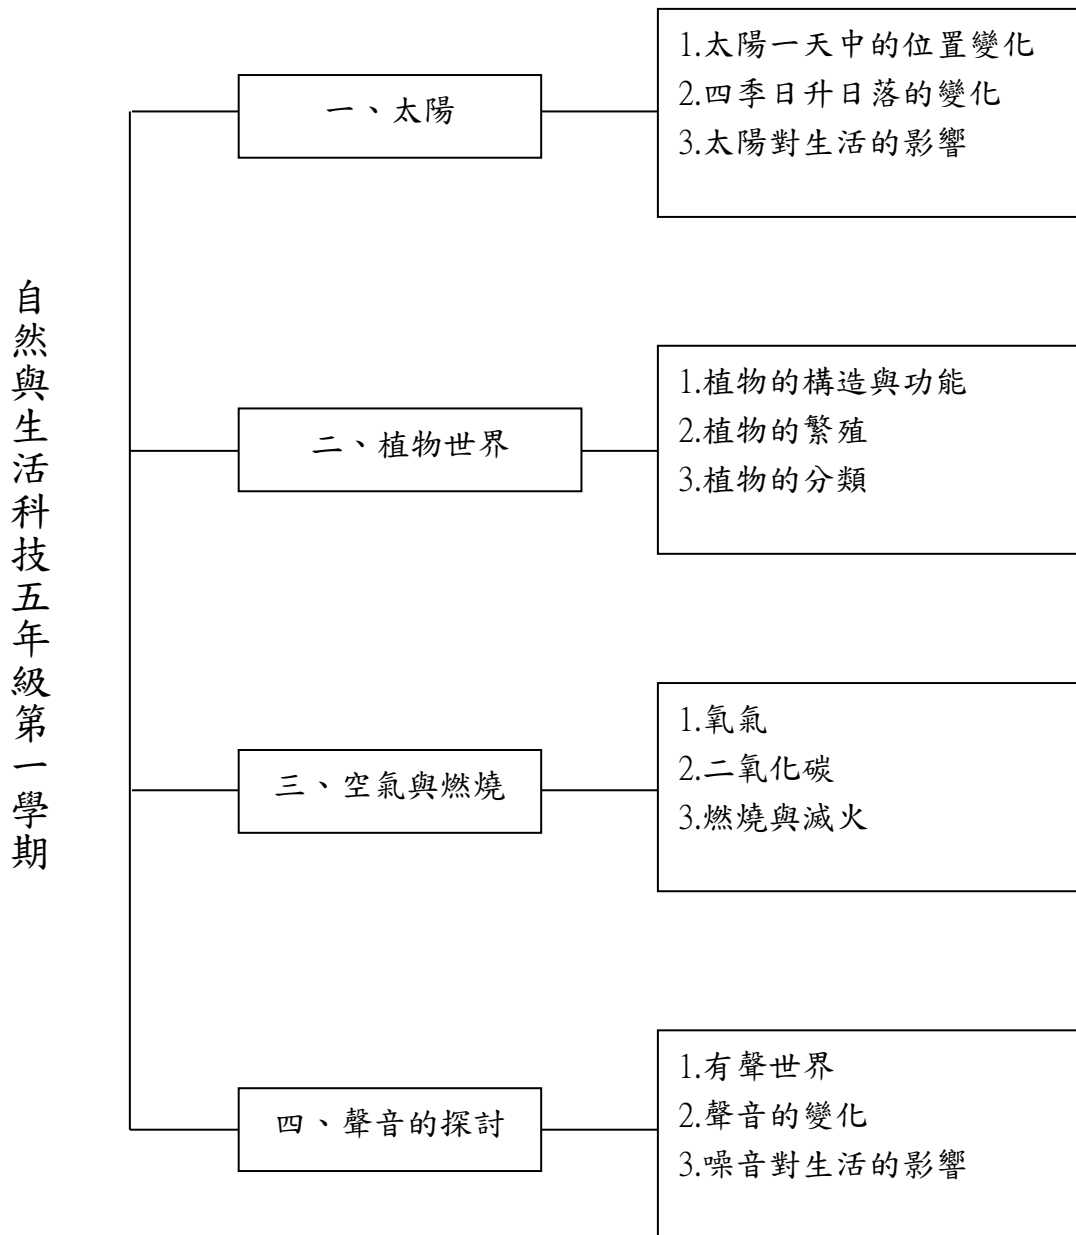 自然與生活科技五年級第一學期
一、太陽
1.太陽一天中的位置變化
2.四季日升日落的變化
3.太陽對生活的影響
二、植物世界
1.植物的構造與功能
2.植物的繁殖
3.植物的分類
三、空氣與燃燒
1.氧氣
2.二氧化碳
3.燃燒與滅火
四、聲音的探討
1.有聲世界
2.聲音的變化
3.噪音對生活的影響